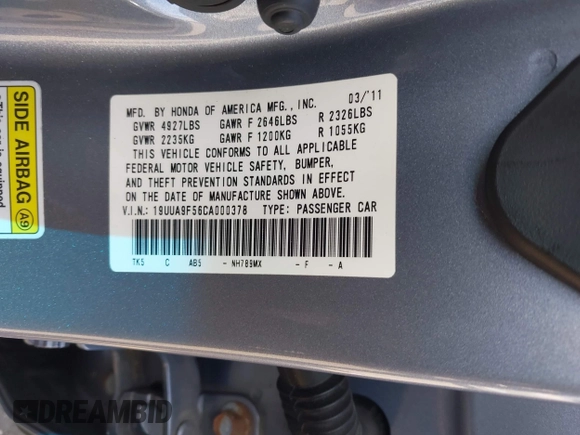 MFD. BY HONDA OF AMERICA MFG., INC. 03/'11
GVWR 4927LBS GAWR F 2646LBS R 2326LBS
GVWR 2235KG GAWR F 1200KG R 1055KG
THIS VEHICLE CONFORMS TO ALL APPLICABLE
FEDERAL MOTOR VEHICLE SAFETY, BUMPER,
AND THEFT PREVENTION STANDARDS IN EFFECT
ON THE DATE OF MANUFACTURE SHOWN ABOVE.
V.I.N.: 19UUA9F56CA000378 TYPE: PASSENGER CAR
TK5 C AB5 - NH789MX - F - A
SIDE AIRBAG A9
DREAMBID